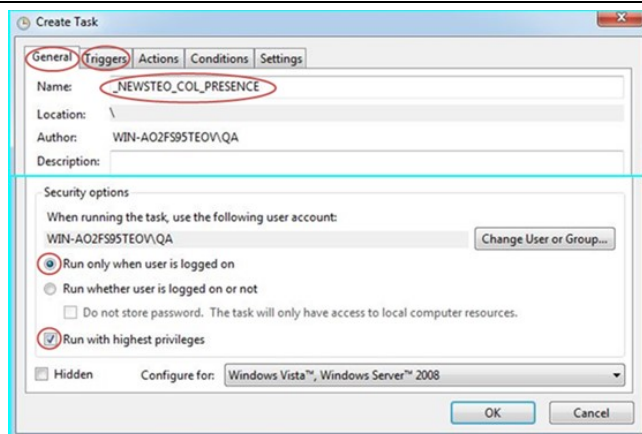 Create Task
General Triggers Actions Conditions Settings
Name: _NEWSTEO_COL_PRESENCE
Location: \
Author: WIN-AO2FS95TEOV\QA
Description:
Security options
When running the task, use the following user account:
WIN-AO2FS95TEOV\QA Change User or Group...
Run only when user is logged on
Run whether user is logged on or not
Do not store password. The task will only have access to local computer resources.
Run with highest privileges
Hidden Configure for: Windows Vista™, Windows Server™ 2008
OK Cancel